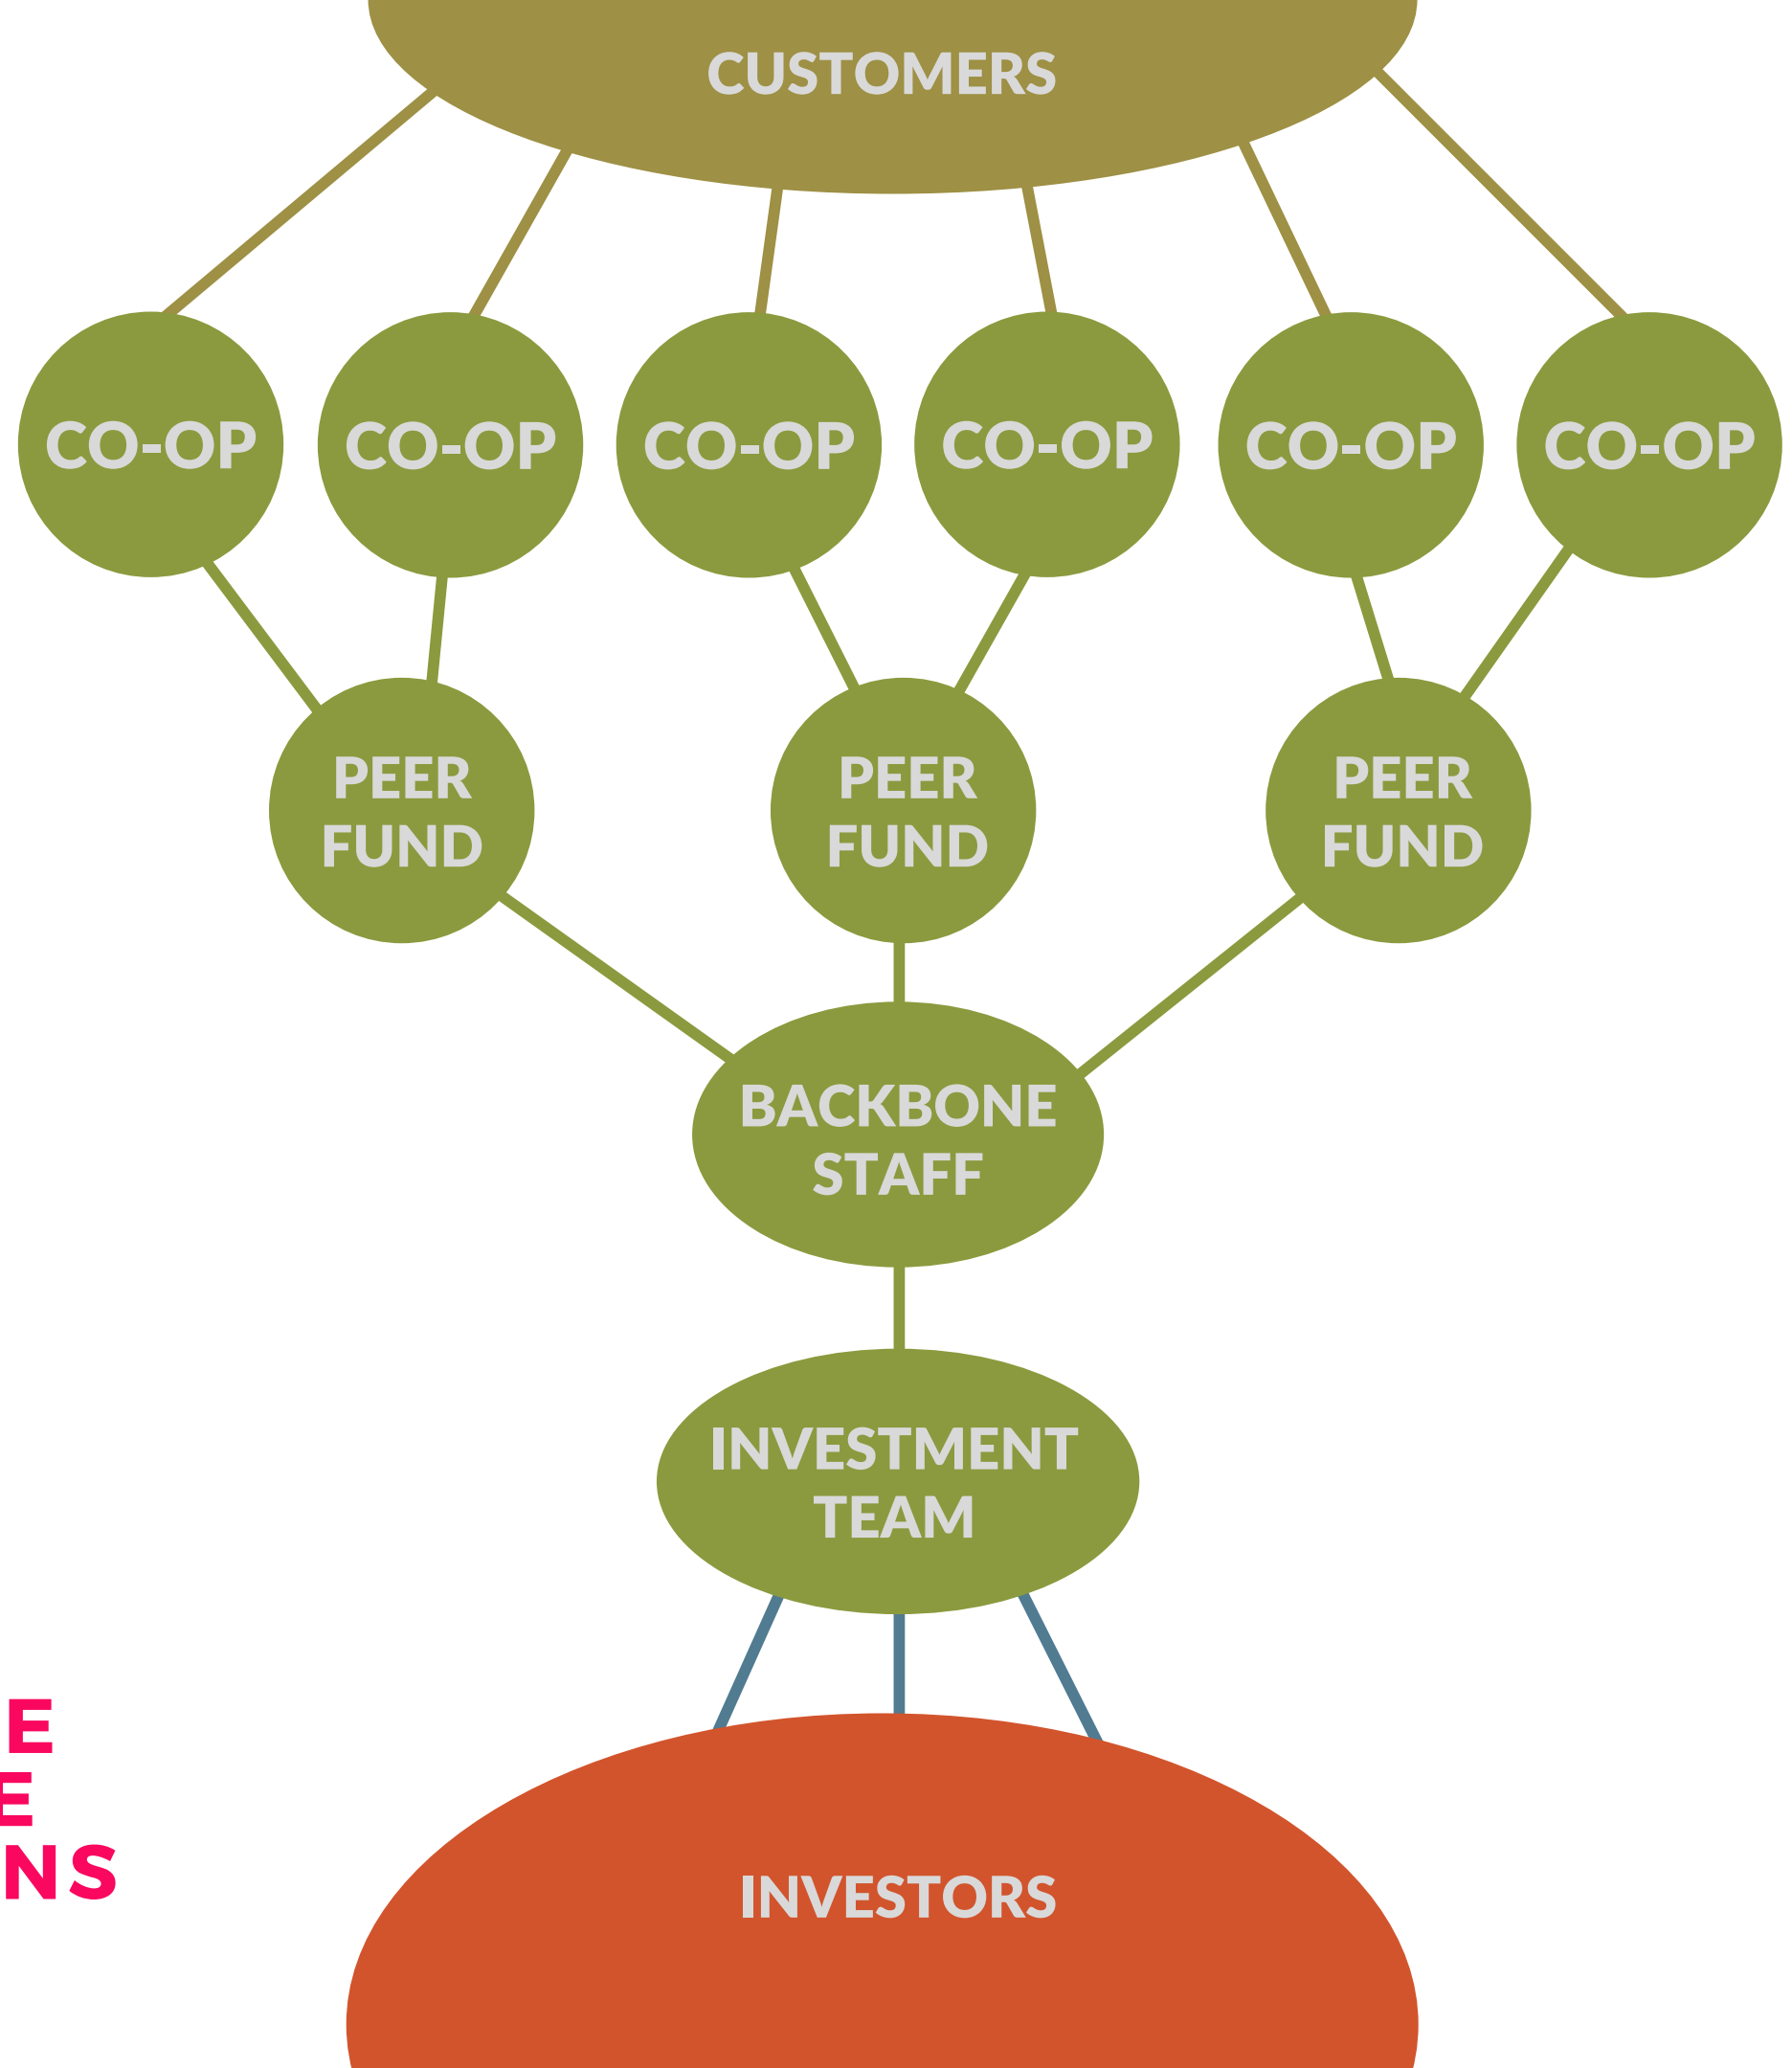 CUSTOMERS
CO-OP
CO-OP
CO-OP
CO-OP
CO-OP
CO-OP
PEER
FUND
PEER
FUND
PEER
FUND
BACKBONE
STAFF
INVESTMENT
TEAM
E
E
NS
INVESTORS